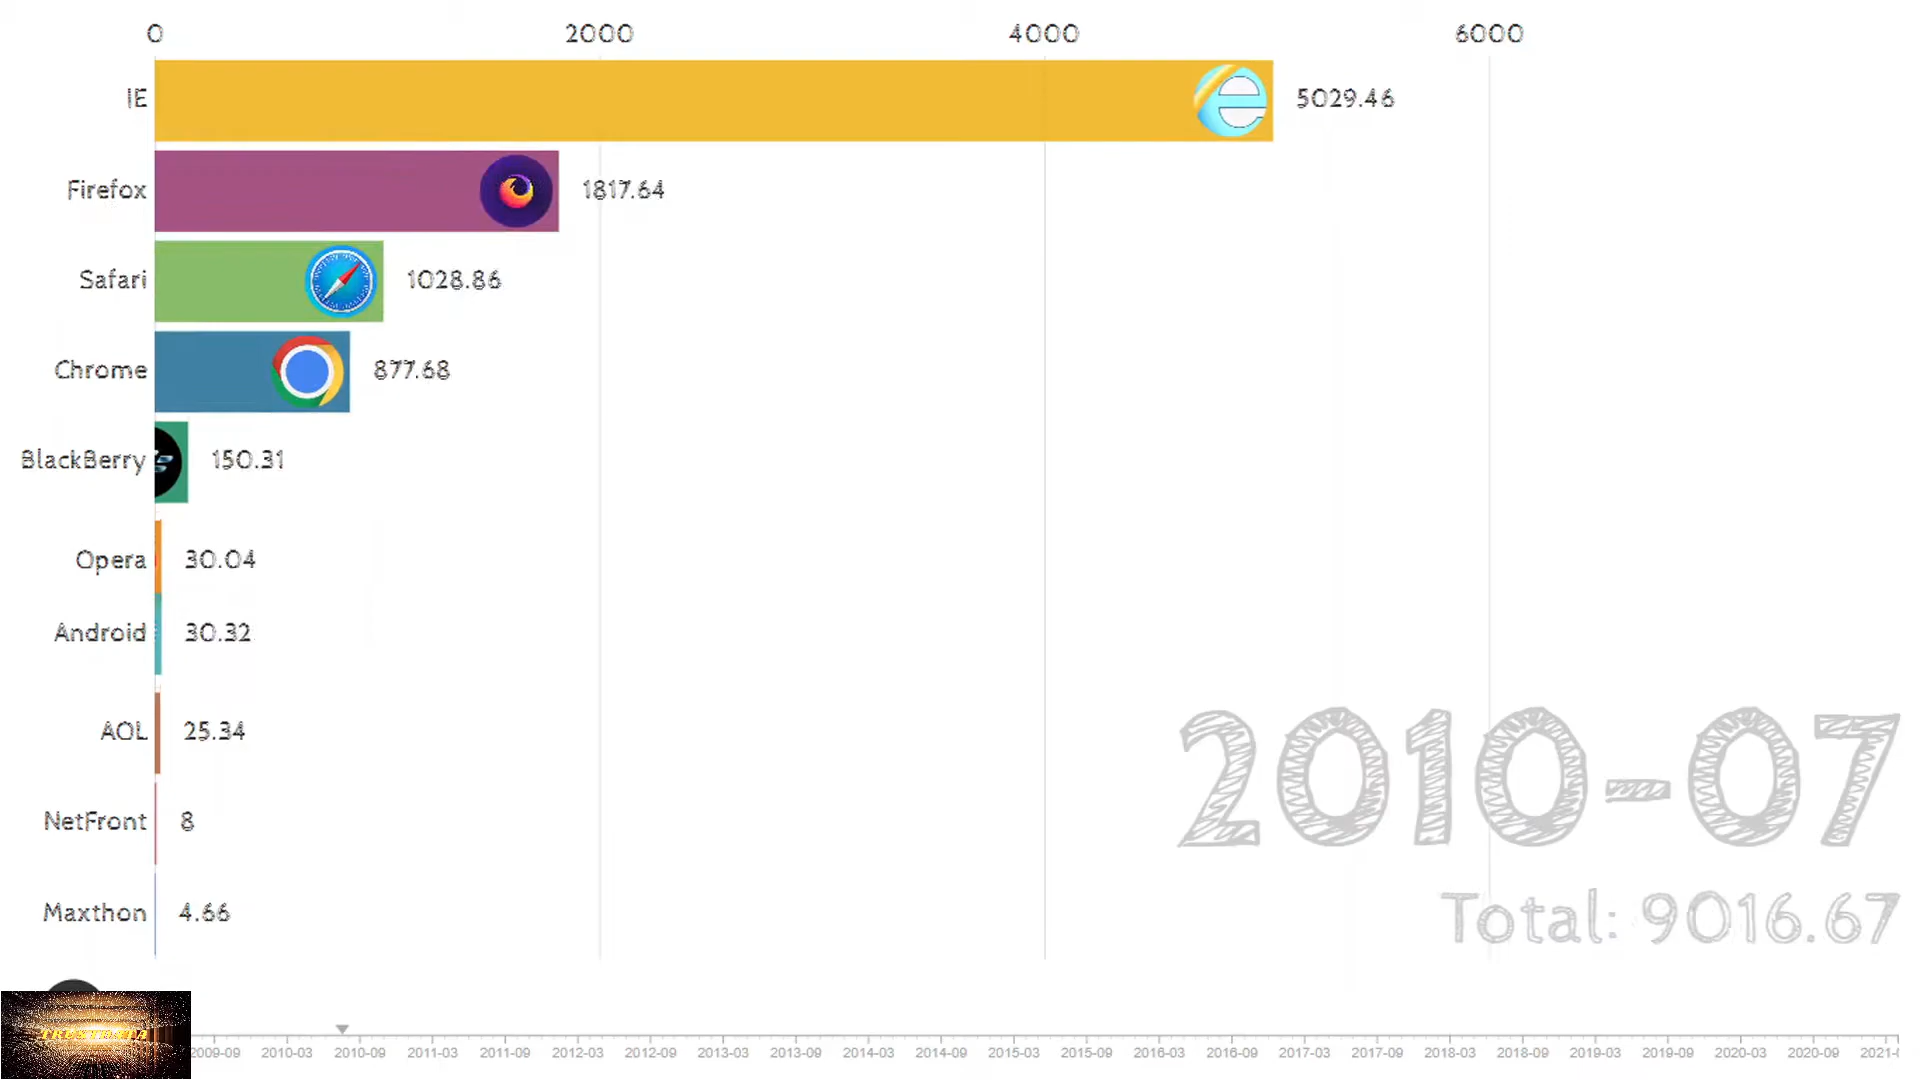 0 2000 4000 6000
IE 5029.46
Firefox 1817.64
Safari 1028.86
Chrome 877.68
BlackBerry 150.31
Opera 30.04
Android 30.32
AOL 25.34
NetFront 8
Maxthon 4.66
2010-07
Total: 9016.67
2009-09 2010-03 2010-09 2011-03 2011-09 2012-03 2012-09 2013-03 2013-09 2014-03 2014-09 2015-03 2015-09 2016-03 2016-09 2017-03 2017-09 2018-03 2018-09 2019-03 2019-09 2020-03 2020-09 2021-